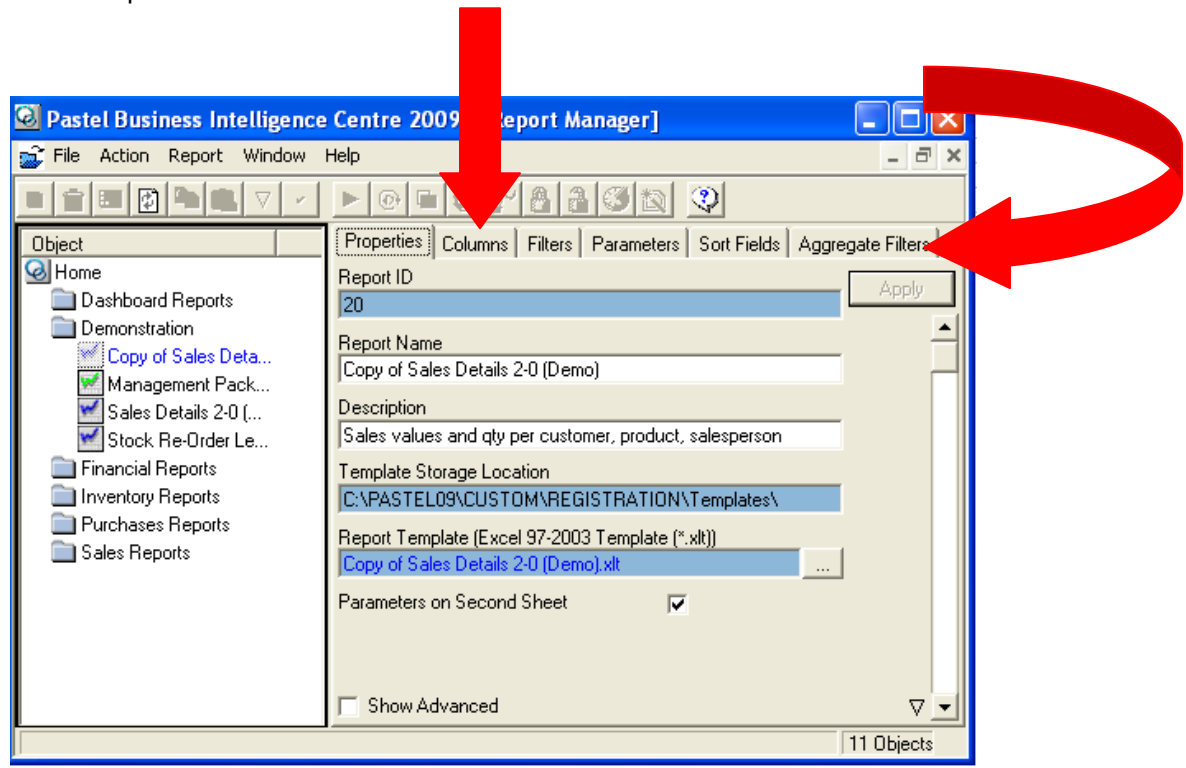 Pastel Business Intelligence Centre 2009 Report Manager]
File Action Report Window Help
Object
Home
Dashboard Reports
Demonstration
Copy of Sales Deta...
Management Pack...
Sales Details 2-0 (...
Stock Re-Order Le...
Financial Reports
Inventory Reports
Purchases Reports
Sales Reports
Properties Columns Filters Parameters Sort Fields Aggregate Filters
Apply
Report ID
20
Report Name
Copy of Sales Details 2-0 (Demo)
Description
Sales values and qty per customer, product, salesperson
Template Storage Location
C:\PASTEL09\CUSTOM\REGISTRATION\Templates\
Report Template (Excel 97-2003 Template (*.xlt))
Copy of Sales Details 2-0 (Demo).xlt
...
Parameters on Second Sheet
Show Advanced
11 Objects